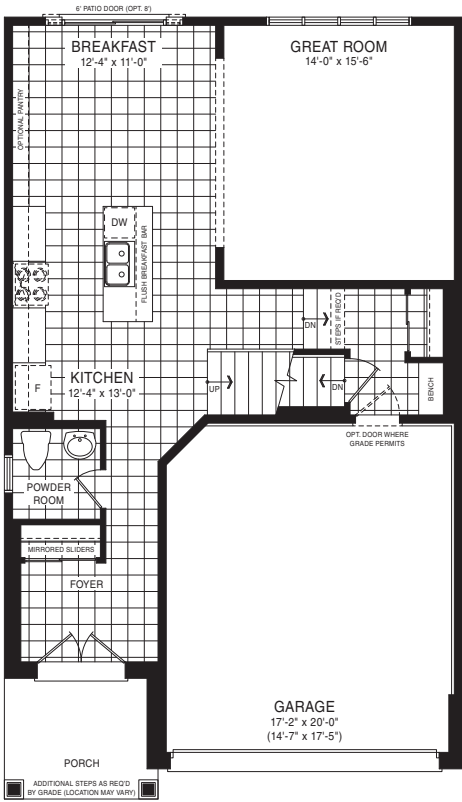 6' PATIO DOOR (OPT. 8')
BREAKFAST
12'-4" x 11'-0"
GREAT ROOM
14'-0" x 15'-6"
OPTIONAL PANTRY
DW
FLUSH BREAKFAST BAR
STEPS IF REQ'D
DN
KITCHEN
12'-4" x 13'-0"
F
UP
DN
BENCH
OPT. DOOR WHERE
GRADE PERMITS
POWDER
ROOM
MIRRORED SLIDERS
FOYER
GARAGE
17'-2" x 20'-0"
(14'-7" x 17'-5")
PORCH
ADDITIONAL STEPS AS REQ'D
BY GRADE (LOCATION MAY VARY)